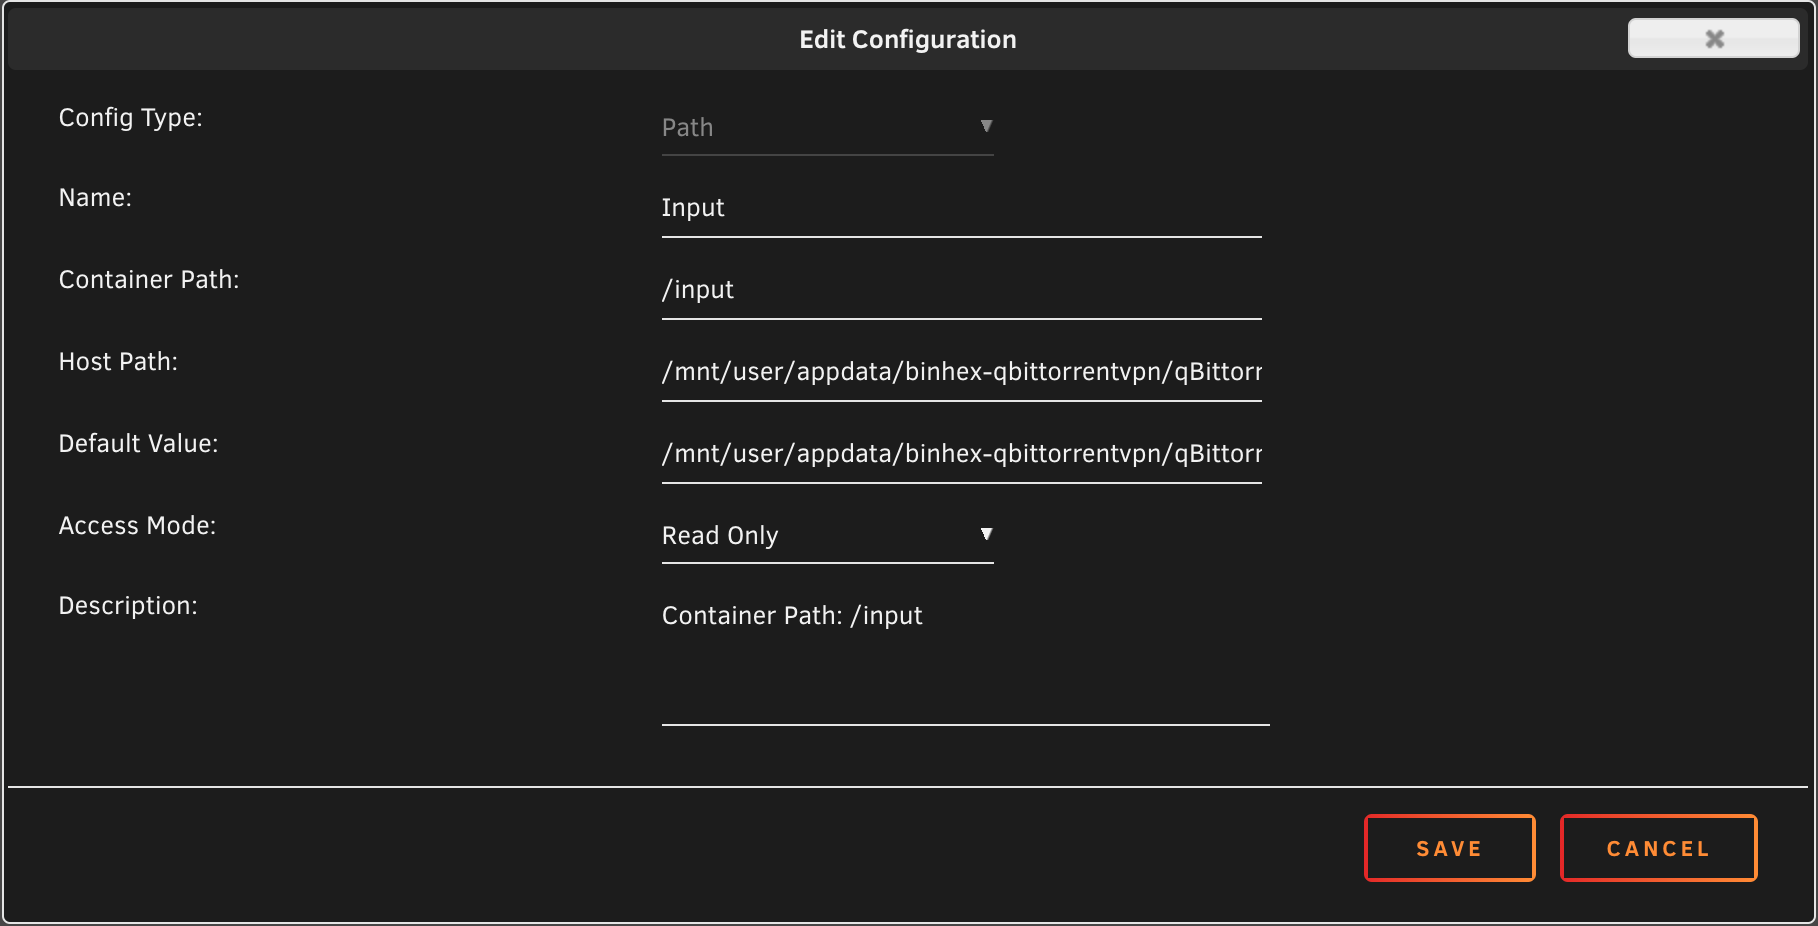 Edit Configuration
Config Type:
Path
Name:
Input
Container Path:
/input
Host Path:
/mnt/user/appdata/binhex-qbittorrentvpn/qBittorr
Default Value:
/mnt/user/appdata/binhex-qbittorrentvpn/qBittorr
Access Mode:
Read Only
Description:
Container Path: /input
SAVE
CANCEL